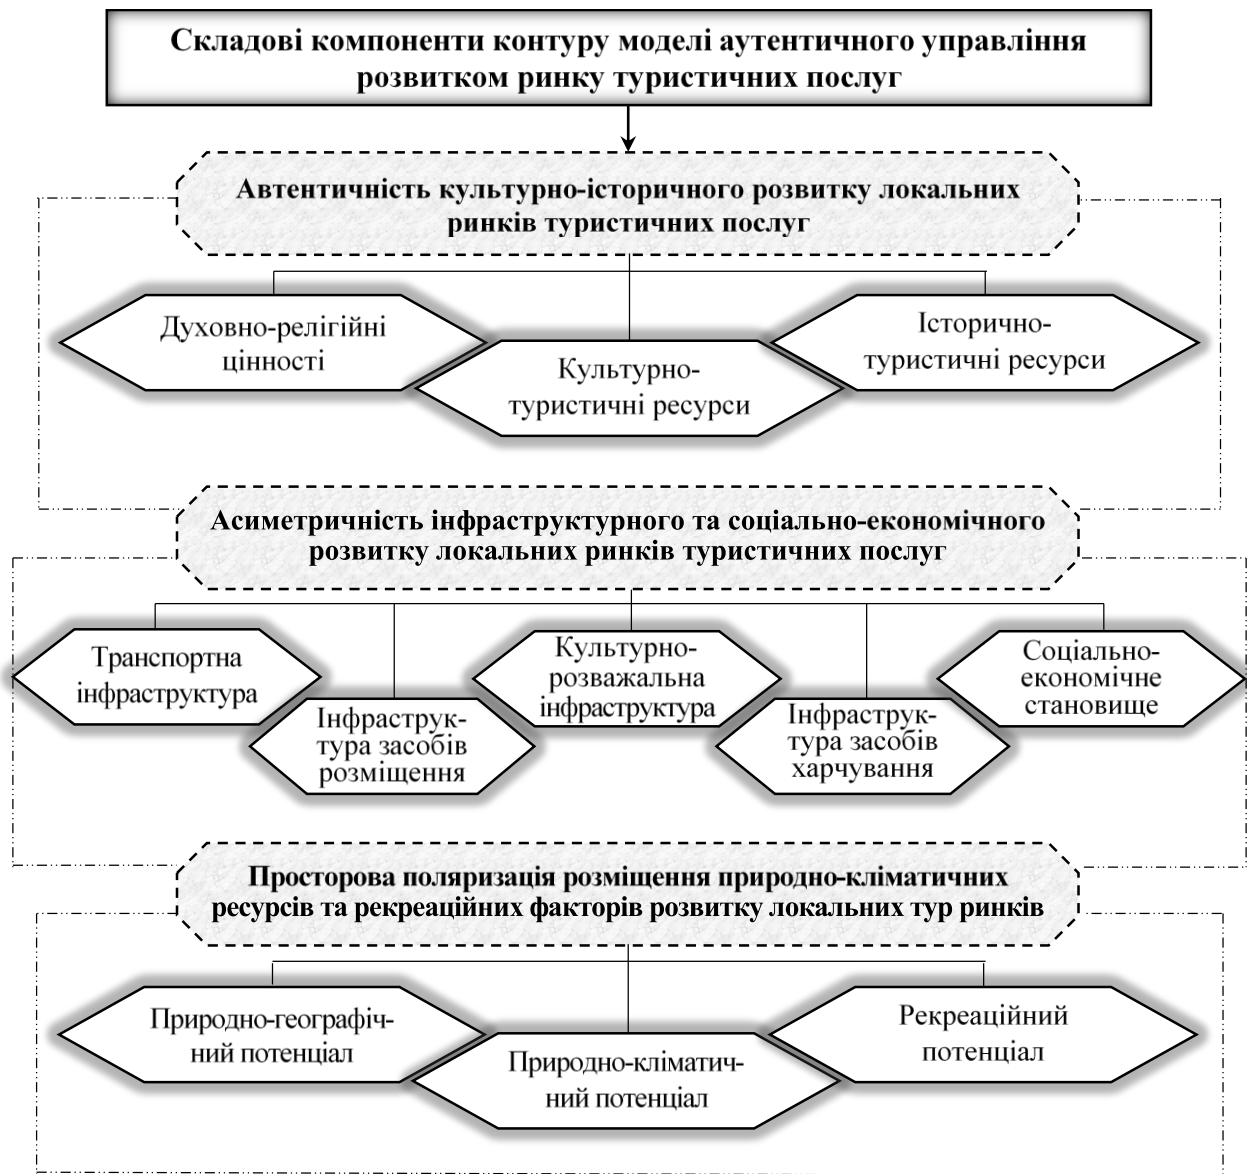 Складові компоненти контуру моделі аутентичного управління
розвитком ринку туристичних послуг
Автентичність культурно-історичного розвитку локальних
ринків туристичних послуг
Духовно-релігійні
цінності
Культурно-
туристичні ресурси
Історично-
туристичні ресурси
Асиметричність інфраструктурного та соціально-економічного
розвитку локальних ринків туристичних послуг
Транспортна
інфраструктура
Інфраструк-
тура засобів
розміщення
Культурно-
розважальна
інфраструктура
Інфраструк-
тура засобів
харчування
Соціально-
економічне
становище
Просторова поляризація розміщення природно-кліматичних
ресурсів та рекреаційних факторів розвитку локальних тур ринків
Природно-географіч-
ний потенціал
Природно-кліматич-
ний потенціал
Рекреаційний
потенціал